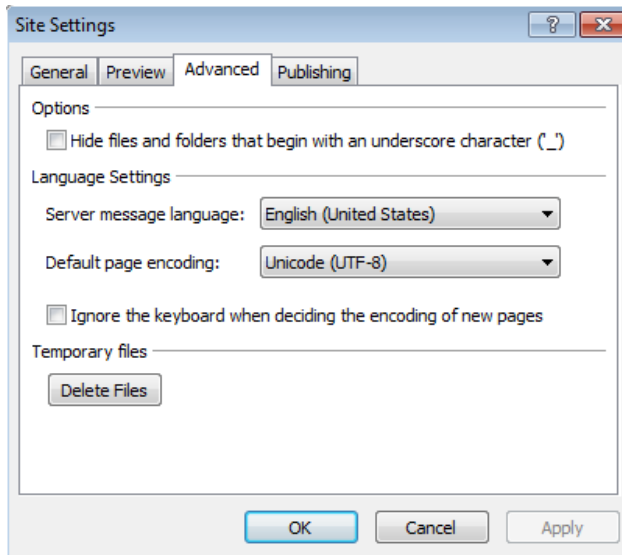 Site Settings
General Preview Advanced Publishing
Options
Hide files and folders that begin with an underscore character ('_')
Language Settings
Server message language: English (United States)
Default page encoding: Unicode (UTF-8)
Ignore the keyboard when deciding the encoding of new pages
Temporary files
Delete Files
OK Cancel Apply